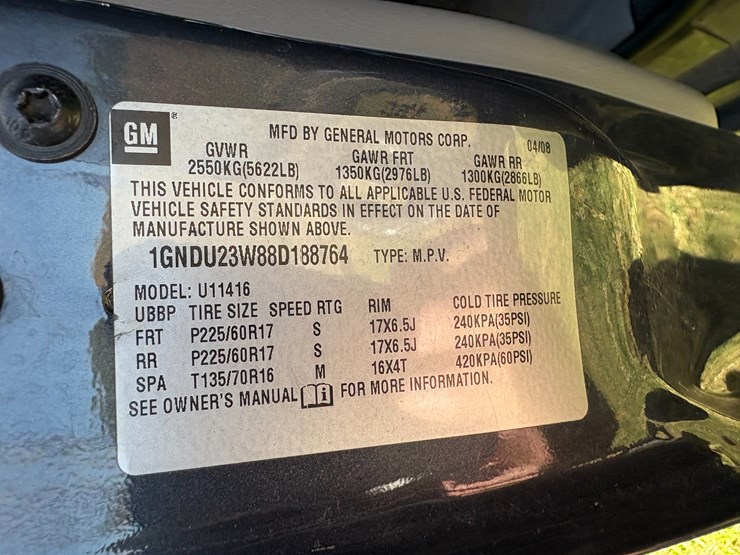 GM ®
MFD BY GENERAL MOTORS CORP. 04/08
GVWR GAWR FRT GAWR RR
2550KG(5622LB) 1350KG(2976LB) 1300KG(2866LB)
THIS VEHICLE CONFORMS TO ALL APPLICABLE U.S. FEDERAL MOTOR
VEHICLE SAFETY STANDARDS IN EFFECT ON THE DATE OF
MANUFACTURE SHOWN ABOVE.
1GNDU23W88D188764 TYPE: M.P.V.
MODEL: U11416
UBBP TIRE SIZE SPEED RTG RIM COLD TIRE PRESSURE
FRT P225/60R17 S 17X6.5J 240KPA(35PSI)
RR P225/60R17 S 17X6.5J 240KPA(35PSI)
SPA T135/70R16 M 16X4T 420KPA(60PSI)
SEE OWNER'S MANUAL i FOR MORE INFORMATION.